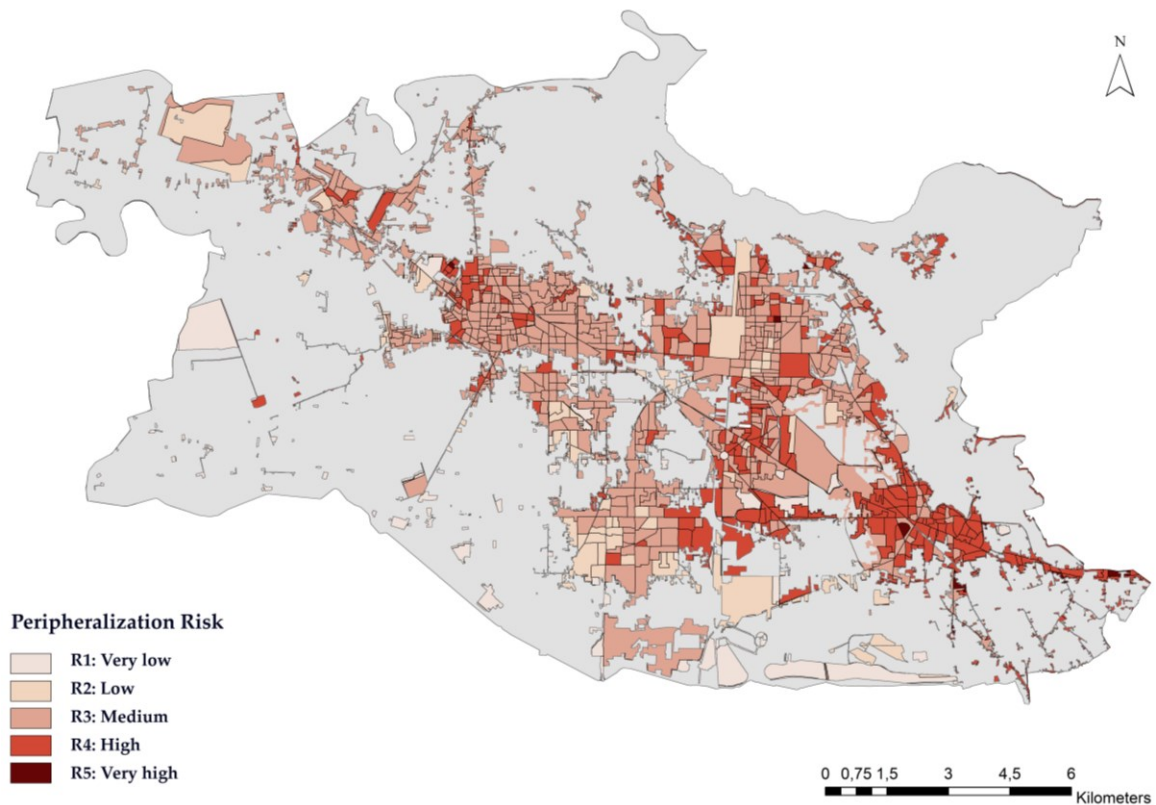 N
Peripheralization Risk
R1: Very low
R2: Low
R3: Medium
R4: High
R5: Very high
0 0,75 1,5 3 4,5 6
Kilometers